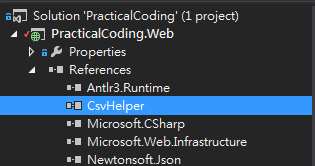 Solution 'PracticalCoding' (1 project)
PracticalCoding.Web
Properties
References
Antlr3.Runtime
CsvHelper
Microsoft.CSharp
Microsoft.Web.Infrastructure
Newtonsoft.Json